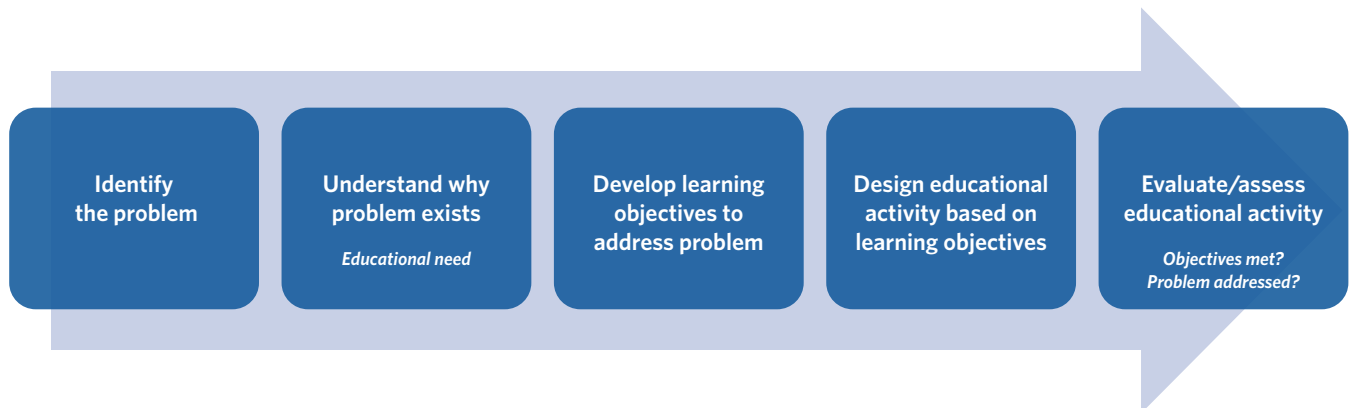 Identify
the problem
Understand why
problem exists
Educational need
Develop learning
objectives to
address problem
Design educational
activity based on
learning objectives
Evaluate/assess
educational activity
Objectives met?
Problem addressed?